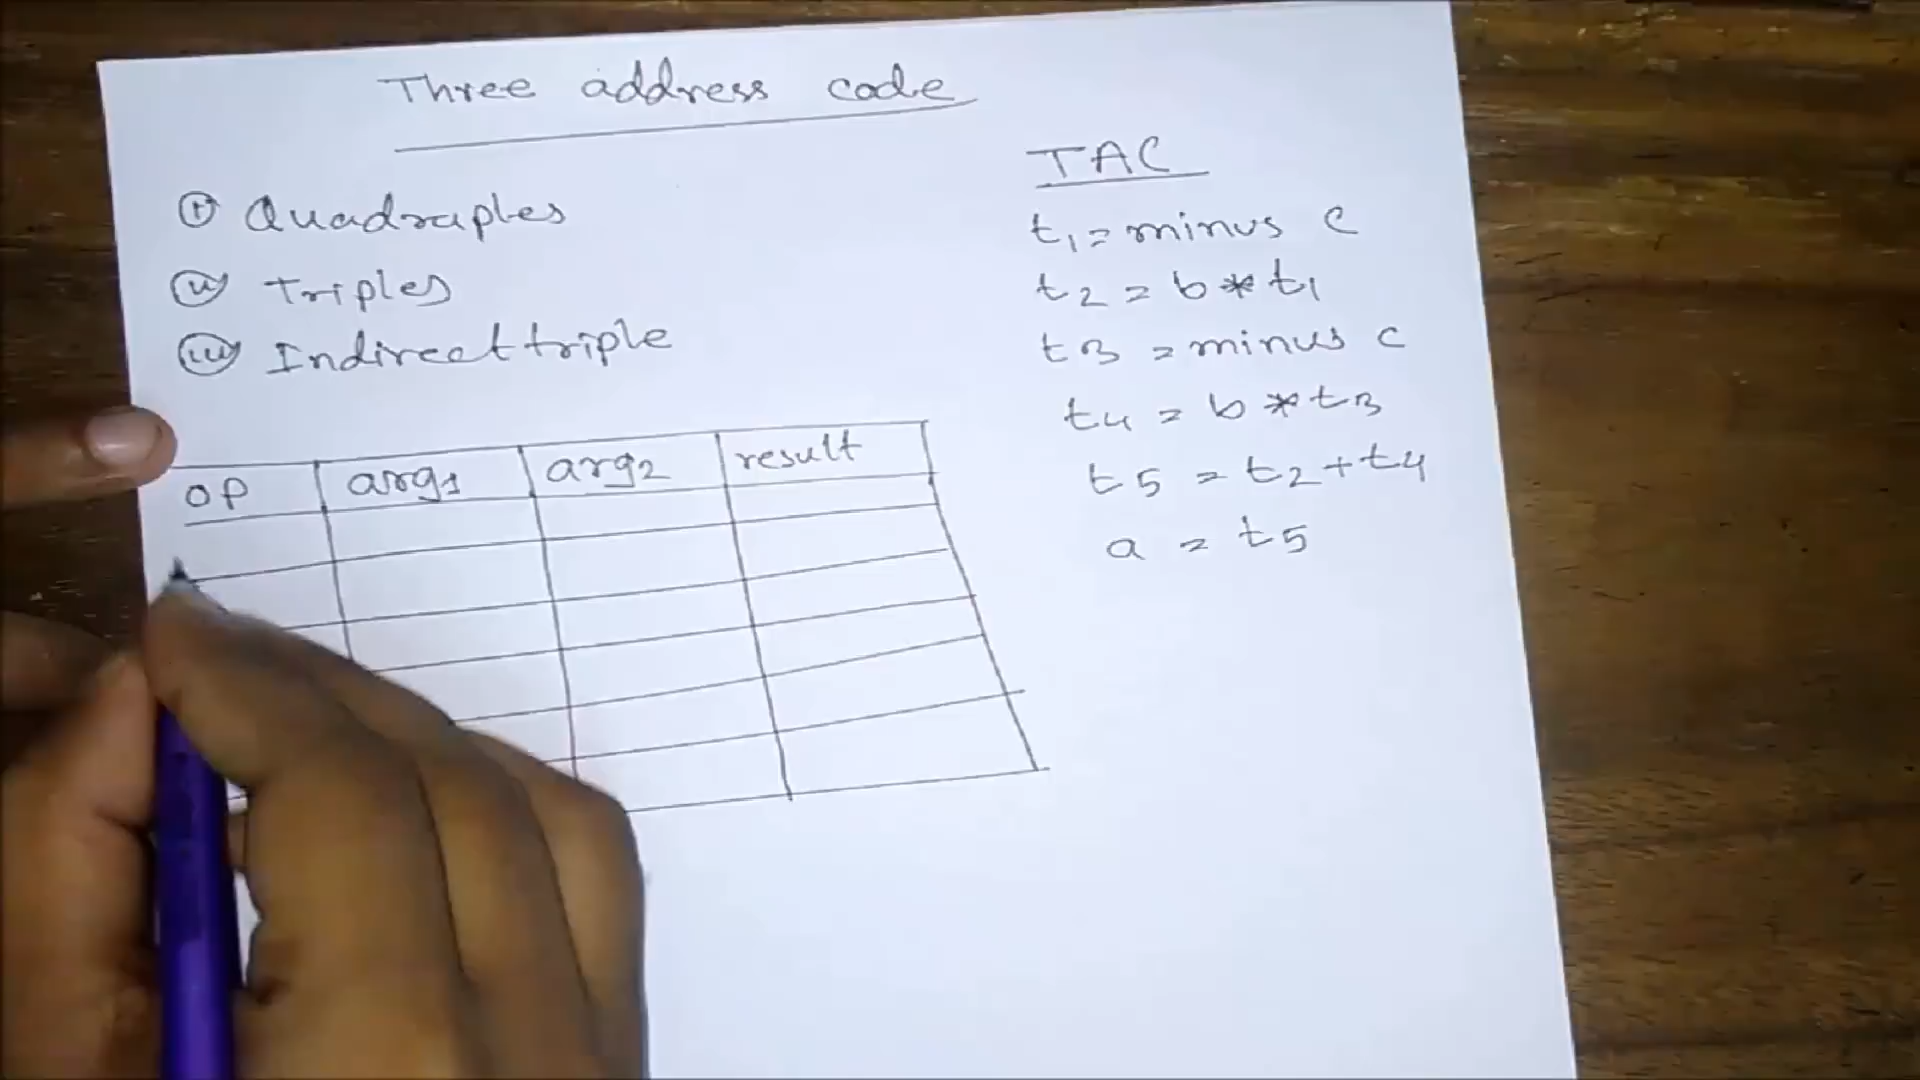 Three address code
(i) Quadruples
(ii) Triples
(iii) Indirect triple
op arg1 arg2 result
TAC
t1 = minus c
t2 = b * t1
t3 = minus c
t4 = b * t3
t5 = t2 + t4
a = t5